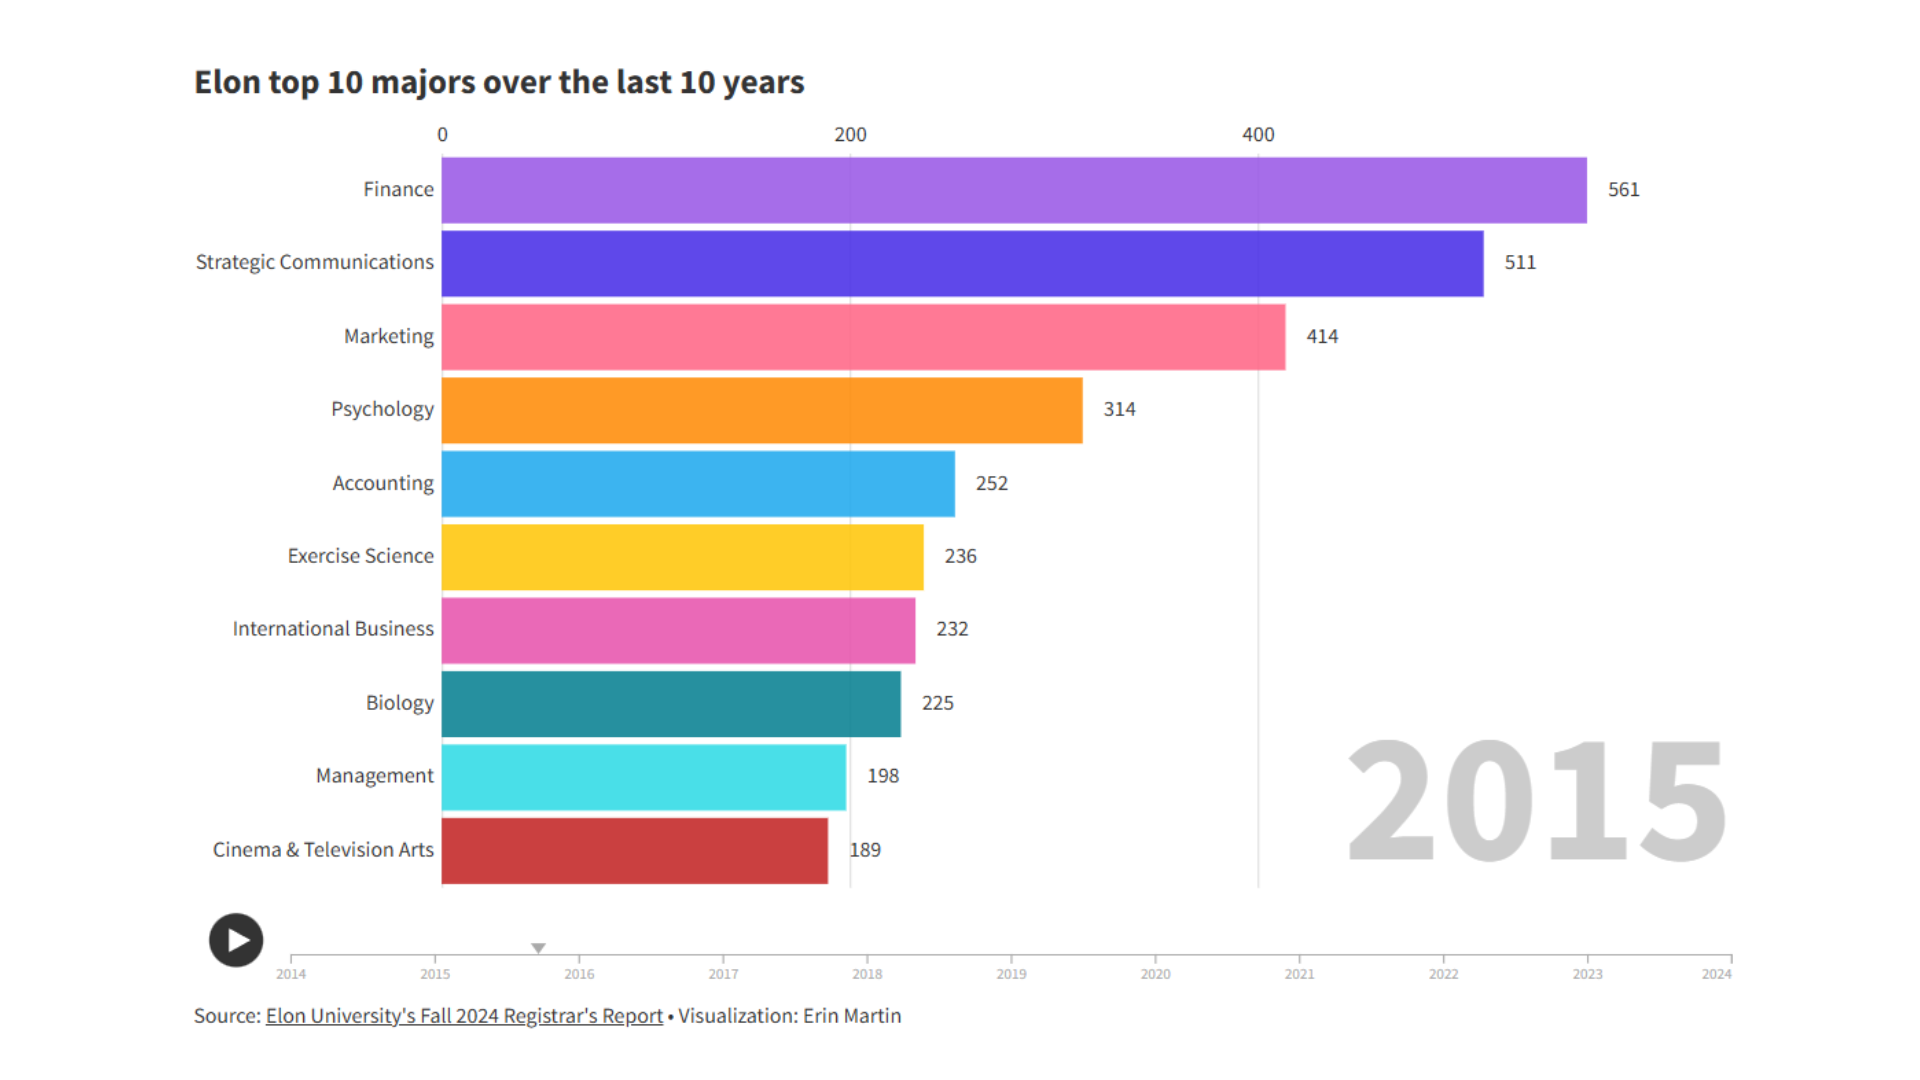 Elon top 10 majors over the last 10 years
0 200 400
Finance 561
Strategic Communications 511
Marketing 414
Psychology 314
Accounting 252
Exercise Science 236
International Business 232
Biology 225
Management 198
Cinema & Television Arts 189
2015
2014 2015 2016 2017 2018 2019 2020 2021 2022 2023 2024
Source: Elon University's Fall 2024 Registrar's Report • Visualization: Erin Martin